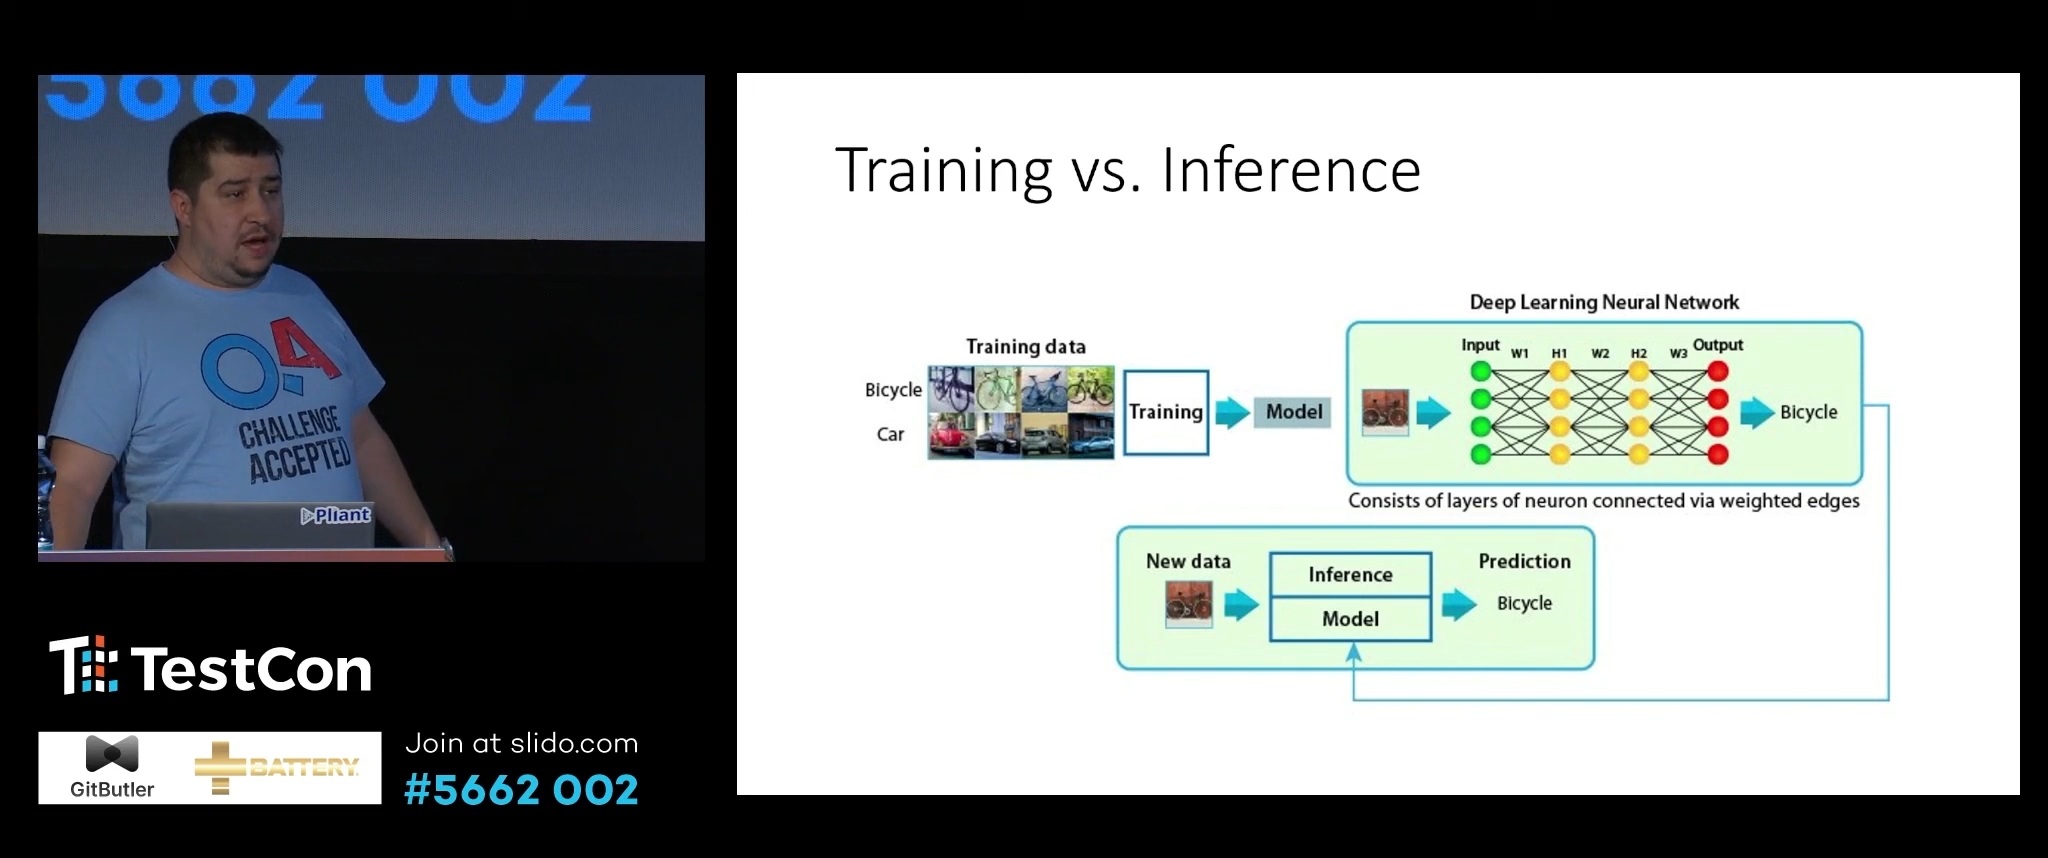 5662 002
QA
CHALLENGE
ACCEPTED
Pliant
TestCon
GitButler
BATTERY
Join at slido.com
#5662 002
Training vs. Inference
Training data
Bicycle
Car
Training
Model
Deep Learning Neural Network
Input W1 H1 W2 H2 W3 Output
Bicycle
Consists of layers of neuron connected via weighted edges
New data
Inference
Model
Prediction
Bicycle